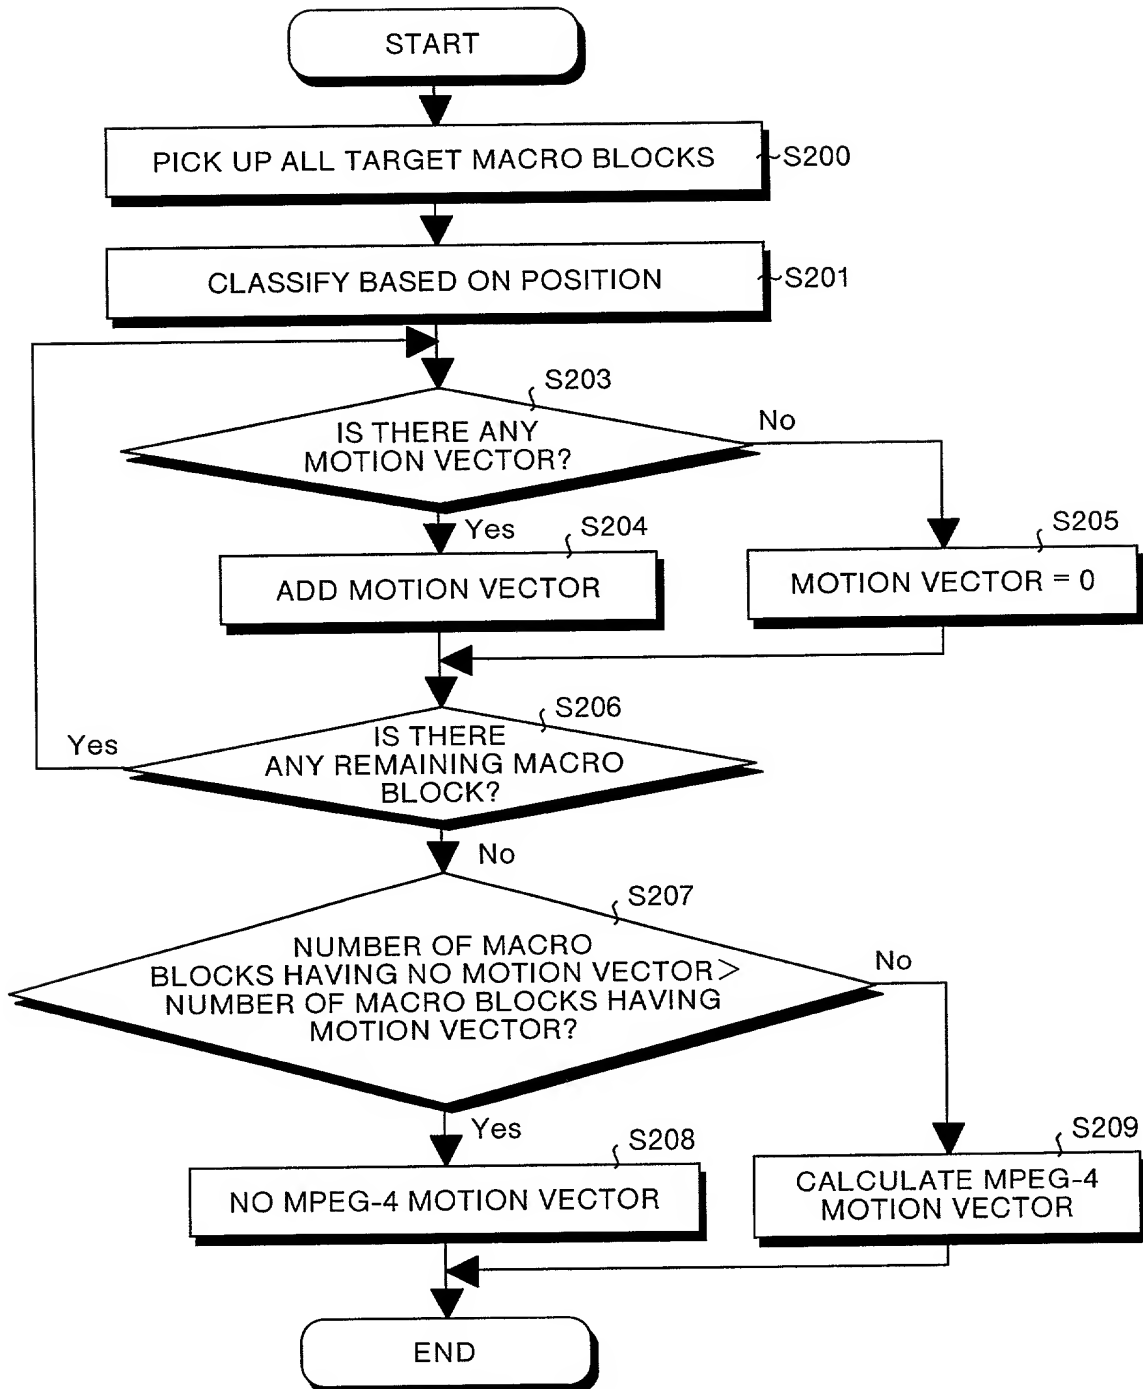 START
PICK UP ALL TARGET MACRO BLOCKS
S200
CLASSIFY BASED ON POSITION
S201
S203
IS THERE ANY
MOTION VECTOR?
No
Yes
S204
ADD MOTION VECTOR
S205
MOTION VECTOR = 0
S206
IS THERE
ANY REMAINING MACRO
BLOCK?
Yes
No
S207
NUMBER OF MACRO
BLOCKS HAVING NO MOTION VECTOR >
NUMBER OF MACRO BLOCKS HAVING
MOTION VECTOR?
No
Yes
S208
NO MPEG-4 MOTION VECTOR
S209
CALCULATE MPEG-4
MOTION VECTOR
END